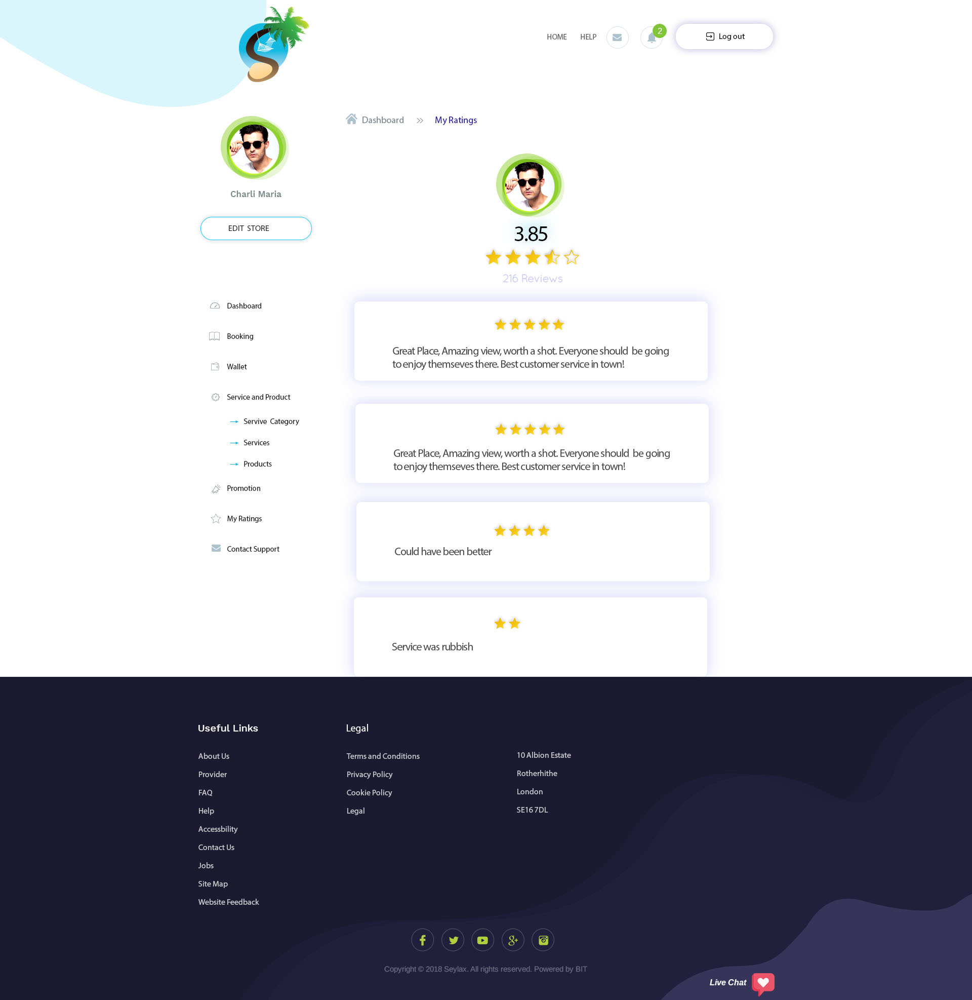 HOME HELP 2 Log out
Dashboard My Ratings
Charli Maria
EDIT STORE
3.85
216 Reviews
Dashboard
Booking
Wallet
Service and Product
Servive Category
Services
Products
Promotion
My Ratings
Contact Support
Great Place, Amazing view, worth a shot. Everyone should be going
to enjoy themseves there. Best customer service in town!
Great Place, Amazing view, worth a shot. Everyone should be going
to enjoy themseves there. Best customer service in town!
Could have been better
Service was rubbish
Useful Links
About Us
Provider
FAQ
Help
Accessbility
Contact Us
Jobs
Site Map
Website Feedback
Legal
Terms and Conditions
Privacy Policy
Cookie Policy
Legal
10 Albion Estate
Rotherhithe
London
SE16 7DL
Copyright © 2018 Seylax. All rights reserved. Powered by BIT
Live Chat